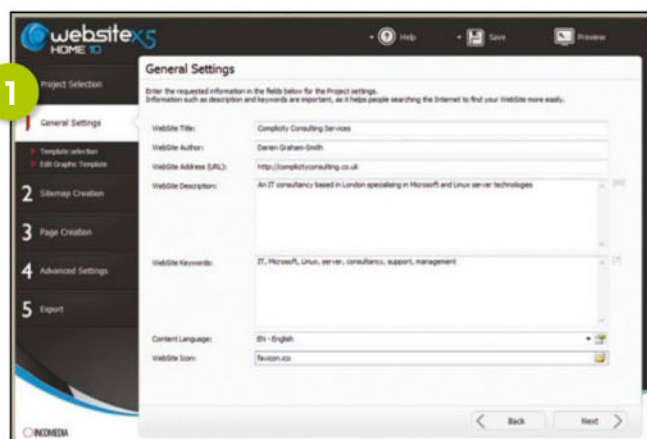 websitex5
HOME 10
Help
Save
Preview
1
Project Selection
General Settings
Template selection
Edit Graphic Template
2 Sitemap Creation
3 Page Creation
4 Advanced Settings
5 Export
General Settings
Enter the requested information in the fields below for the Project settings.
Information such as description and keywords are important, as it helps people searching the Internet to find your WebSite more easily.
WebSite Title: Complicity Consulting Services
WebSite Author: Darien Graham-Smith
WebSite Address (URL): http://complicityconsulting.co.uk
WebSite Description: An IT consultancy based in London specialising in Microsoft and Linux server technologies
WebSite Keywords: IT, Microsoft, Linux, server, consultancy, support, management
[7]
Content Language: EN - English
WebSite Icon: favicon.ico
Back
Next
INCOMEDIA